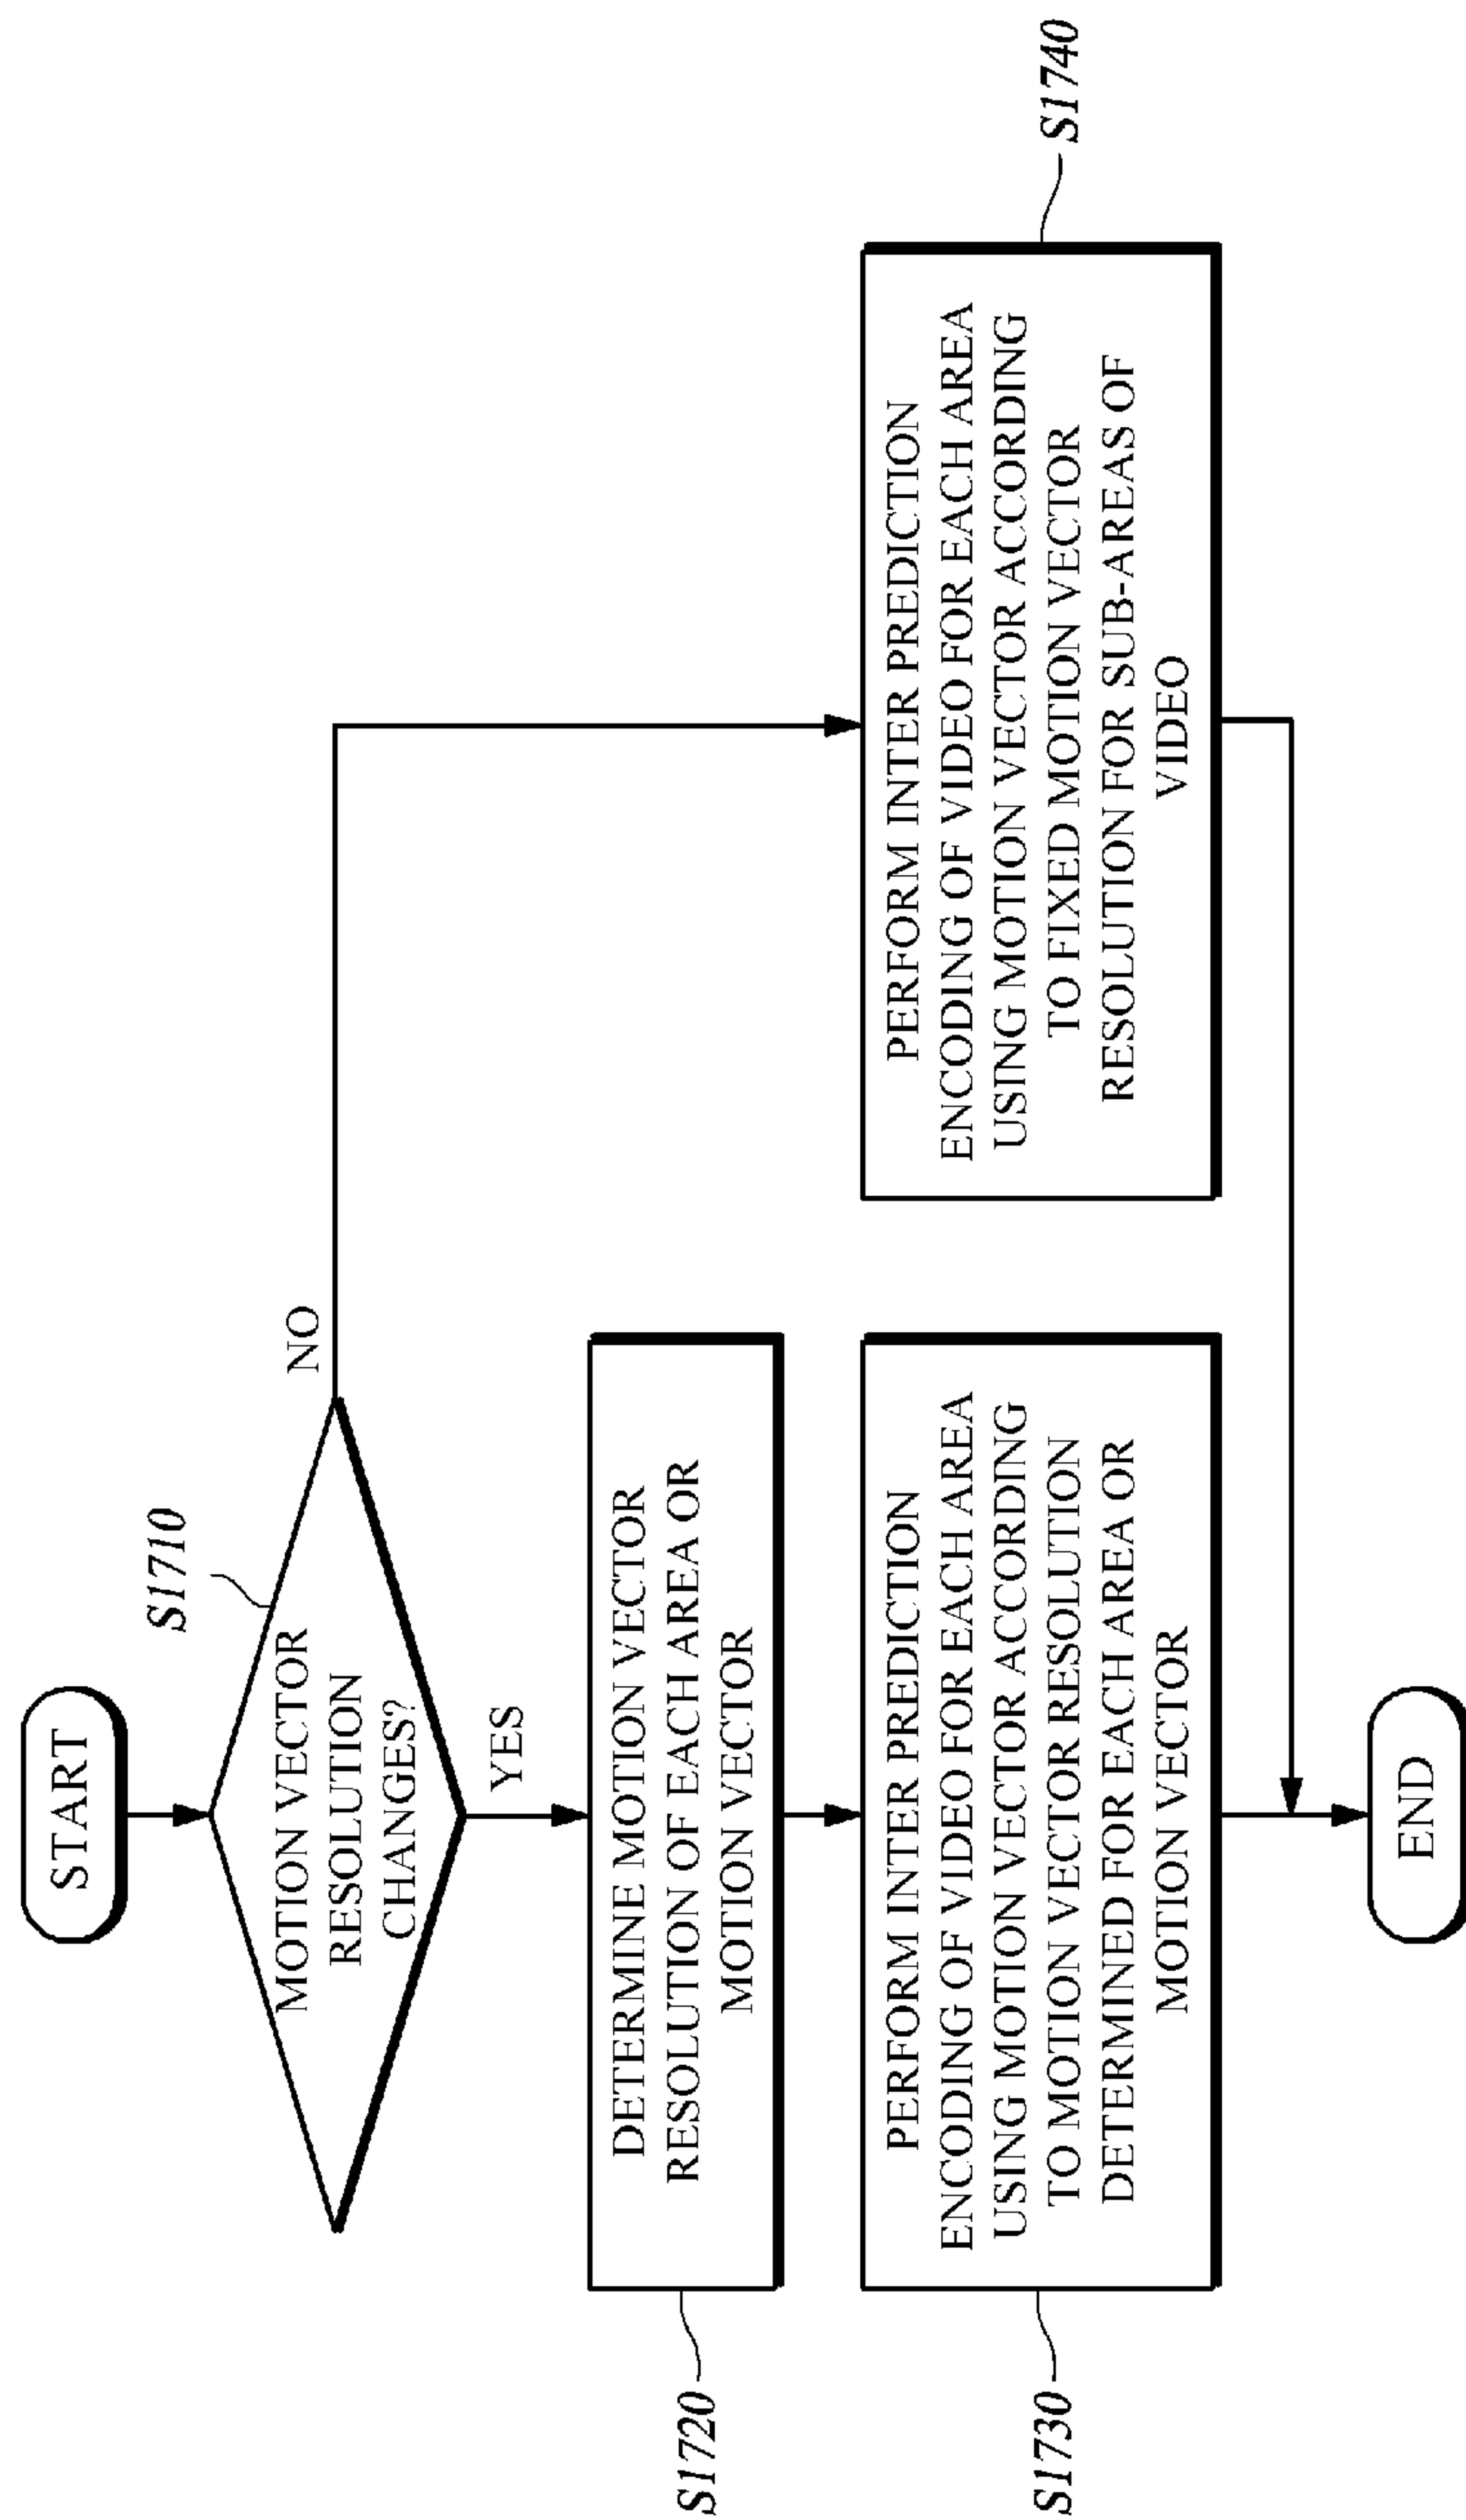 START
S1710
MOTION VECTOR
RESOLUTION
CHANGES?
NO
YES
S1720
DETERMINE MOTION VECTOR
RESOLUTION OF EACH AREA OR
MOTION VECTOR
S1730
PERFORM INTER PREDICTION
ENCODING OF VIDEO FOR EACH AREA
USING MOTION VECTOR ACCORDING
TO MOTION VECTOR RESOLUTION
DETERMINED FOR EACH AREA OR
MOTION VECTOR
S1740
PERFORM INTER PREDICTION
ENCODING OF VIDEO FOR EACH AREA
USING MOTION VECTOR ACCORDING
TO FIXED MOTION VECTOR
RESOLUTION FOR SUB-AREAS OF
VIDEO
END